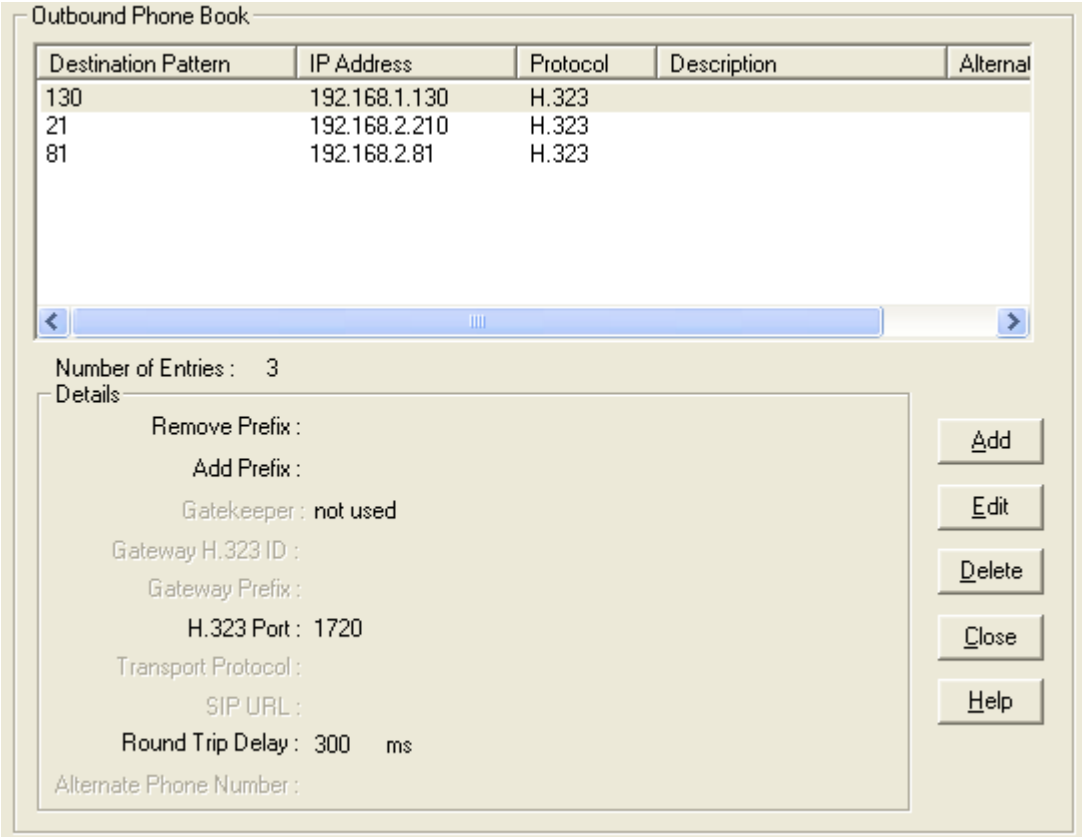 Outbound Phone Book
Destination Pattern IP Address Protocol Description Alternat
130 192.168.1.130 H.323
21 192.168.2.210 H.323
81 192.168.2.81 H.323
Number of Entries : 3
Details
Remove Prefix :
Add Prefix :
Gatekeeper : not used
Gateway H.323 ID :
Gateway Prefix :
H.323 Port : 1720
Transport Protocol :
SIP URL :
Round Trip Delay : 300 ms
Alternate Phone Number :
Add
Edit
Delete
Close
Help